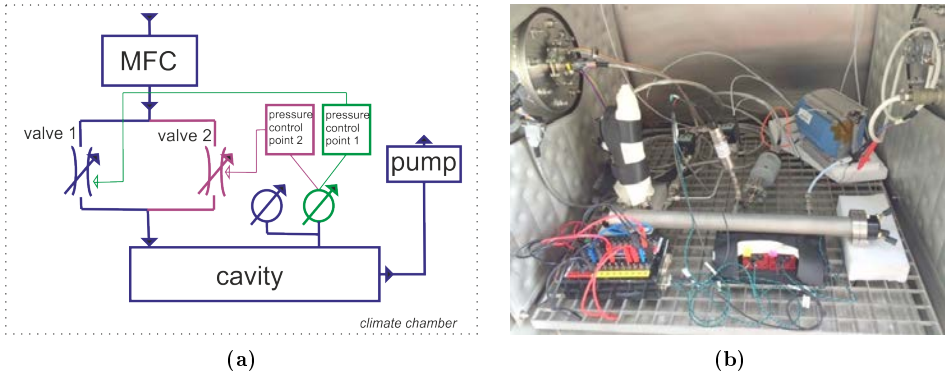 MFC
valve 1
valve 2
pressure
control
point 2
pressure
control
point 1
pump
cavity
climate chamber
(a)
(b)